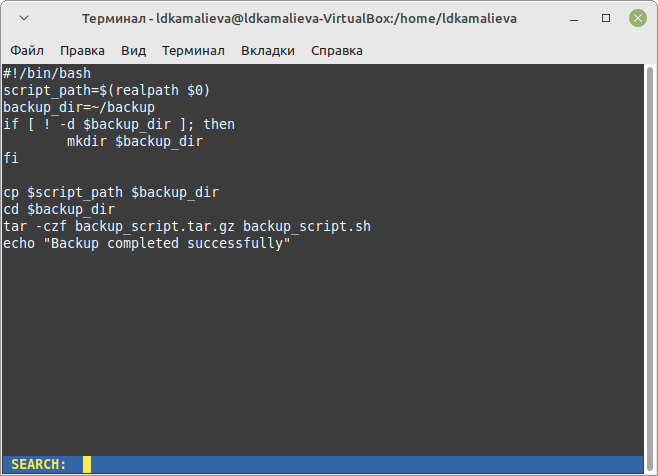 Терминал - ldkamalieva@ldkamalieva-VirtualBox:/home/ldkamalieva
Файл Правка Вид Терминал Вкладки Справка
#!/bin/bash
script_path=$(realpath $0)
backup_dir=~/backup
if [ ! -d $backup_dir ]; then
        mkdir $backup_dir
fi

cp $script_path $backup_dir
cd $backup_dir
tar -czf backup_script.tar.gz backup_script.sh
echo "Backup completed successfully"
SEARCH: